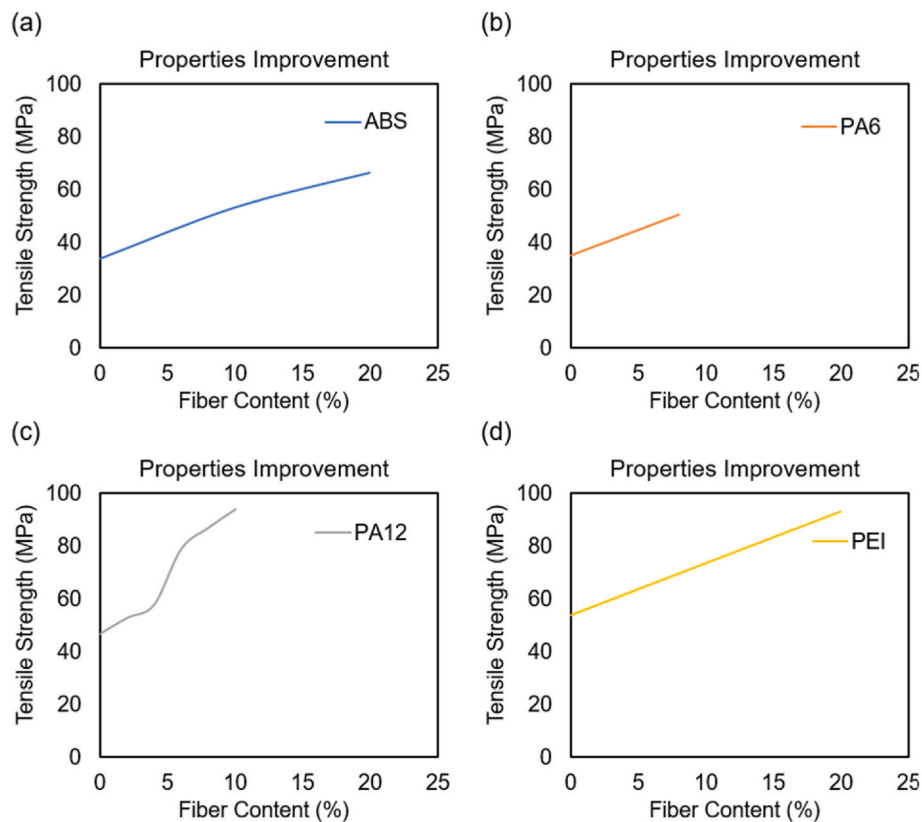 (a)
Properties Improvement
Tensile Strength (MPa)
100
80
60
40
20
0
ABS
0 5 10 15 20 25
Fiber Content (%)
(b)
Properties Improvement
Tensile Strength (MPa)
100
80
60
40
20
0
PA6
0 5 10 15 20 25
Fiber Content (%)
(c)
Properties Improvement
Tensile Strength (MPa)
100
80
60
40
20
0
PA12
0 5 10 15 20 25
Fiber Content (%)
(d)
Properties Improvement
Tensile Strength (MPa)
100
80
60
40
20
0
PEI
0 5 10 15 20 25
Fiber Content (%)